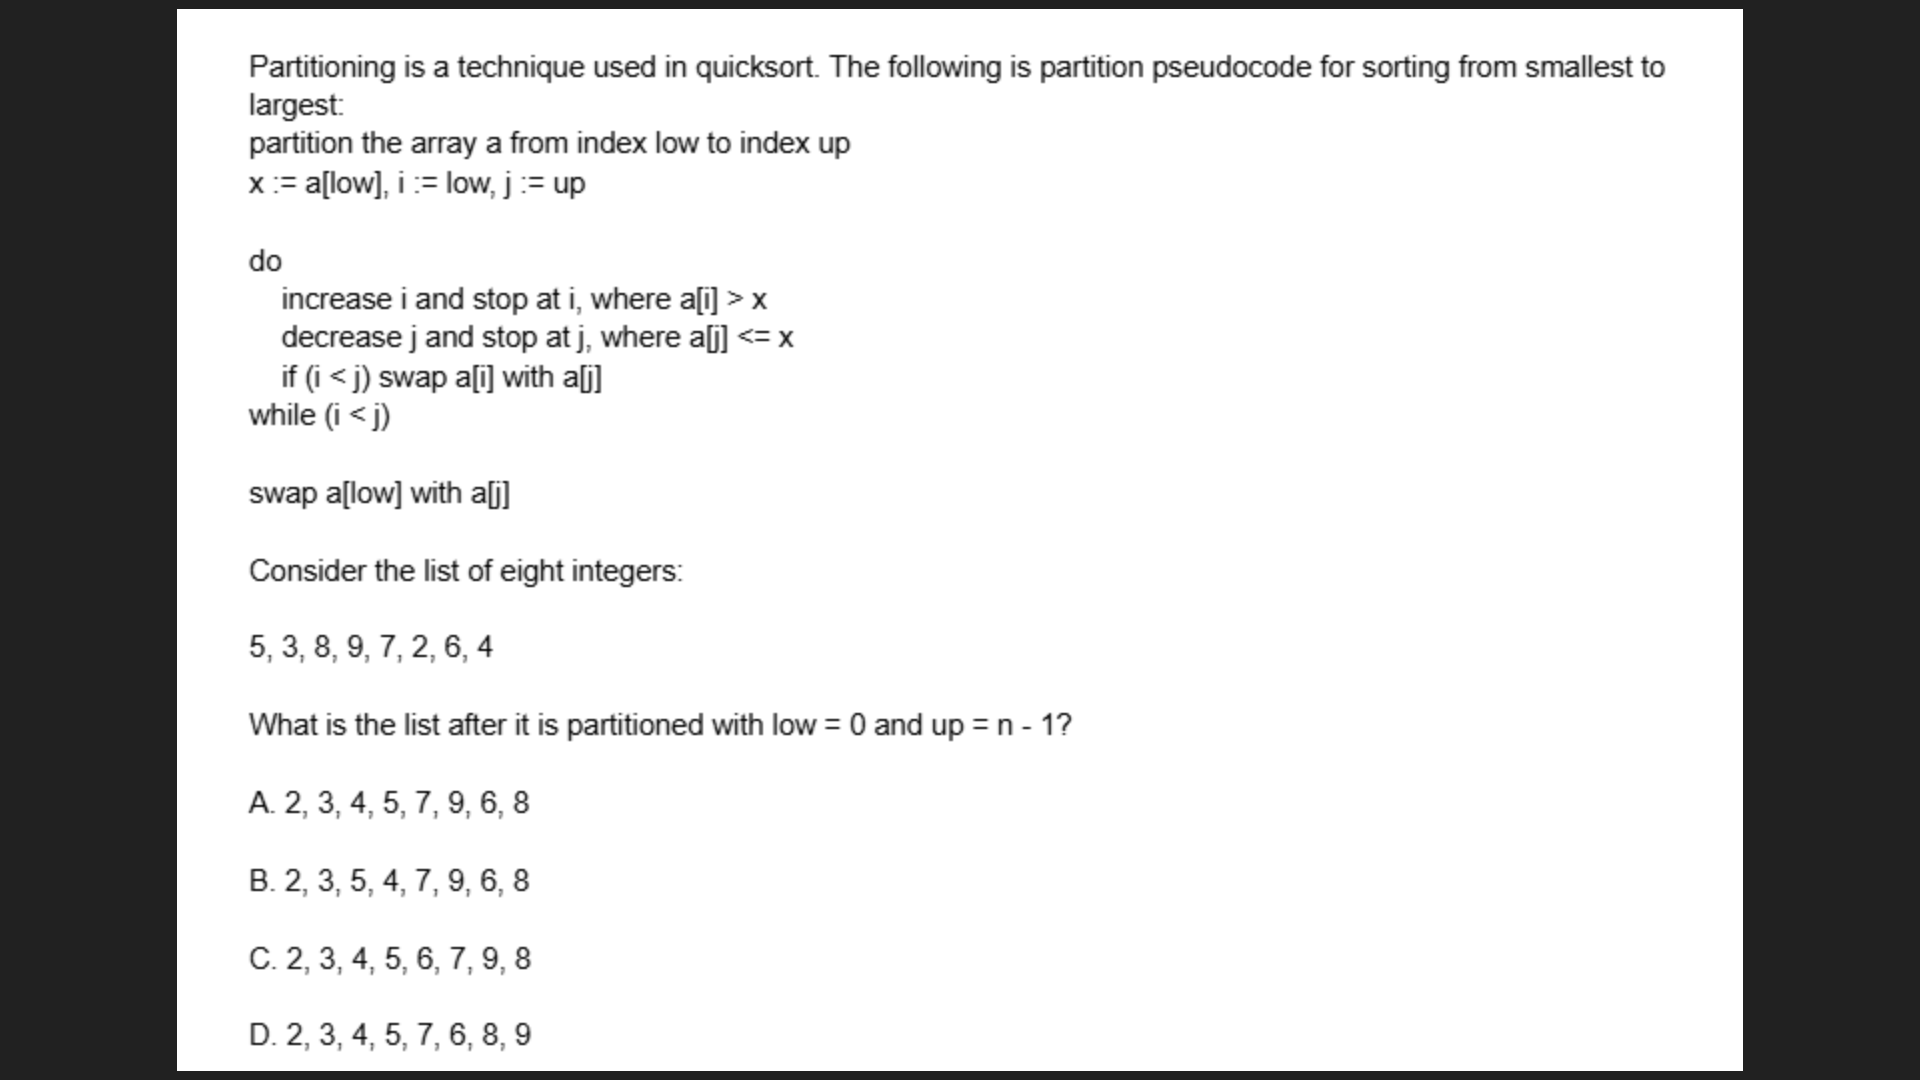 Partitioning is a technique used in quicksort. The following is partition pseudocode for sorting from smallest to
largest:
partition the array a from index low to index up
x := a[low], i := low, j := up
do
increase i and stop at i, where a[i] > x
decrease j and stop at j, where a[j] <= x
if (i < j) swap a[i] with a[j]
while (i < j)
swap a[low] with a[j]
Consider the list of eight integers:
5, 3, 8, 9, 7, 2, 6, 4
What is the list after it is partitioned with low = 0 and up = n - 1?
A. 2, 3, 4, 5, 7, 9, 6, 8
B. 2, 3, 5, 4, 7, 9, 6, 8
C. 2, 3, 4, 5, 6, 7, 9, 8
D. 2, 3, 4, 5, 7, 6, 8, 9